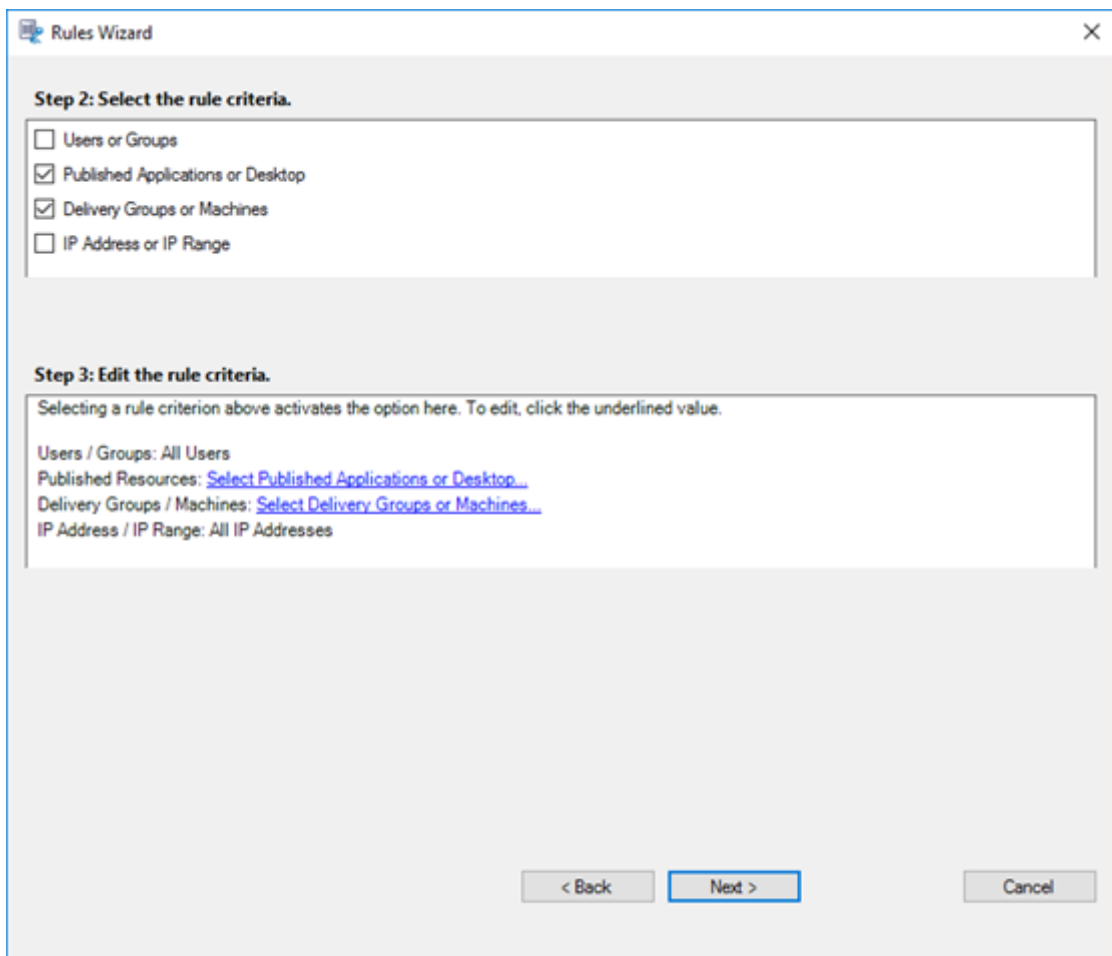 Rules Wizard
Step 2: Select the rule criteria.
Users or Groups
Published Applications or Desktop
Delivery Groups or Machines
IP Address or IP Range
Step 3: Edit the rule criteria.
Selecting a rule criterion above activates the option here. To edit, click the underlined value.
Users / Groups: All Users
Published Resources: Select Published Applications or Desktop...
Delivery Groups / Machines: Select Delivery Groups or Machines...
IP Address / IP Range: All IP Addresses
< Back
Next >
Cancel